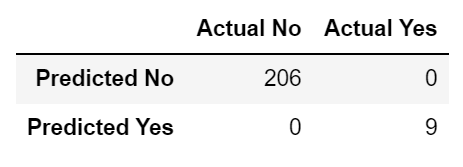 Actual No Actual Yes
Predicted No 206 0
Predicted Yes 0 9